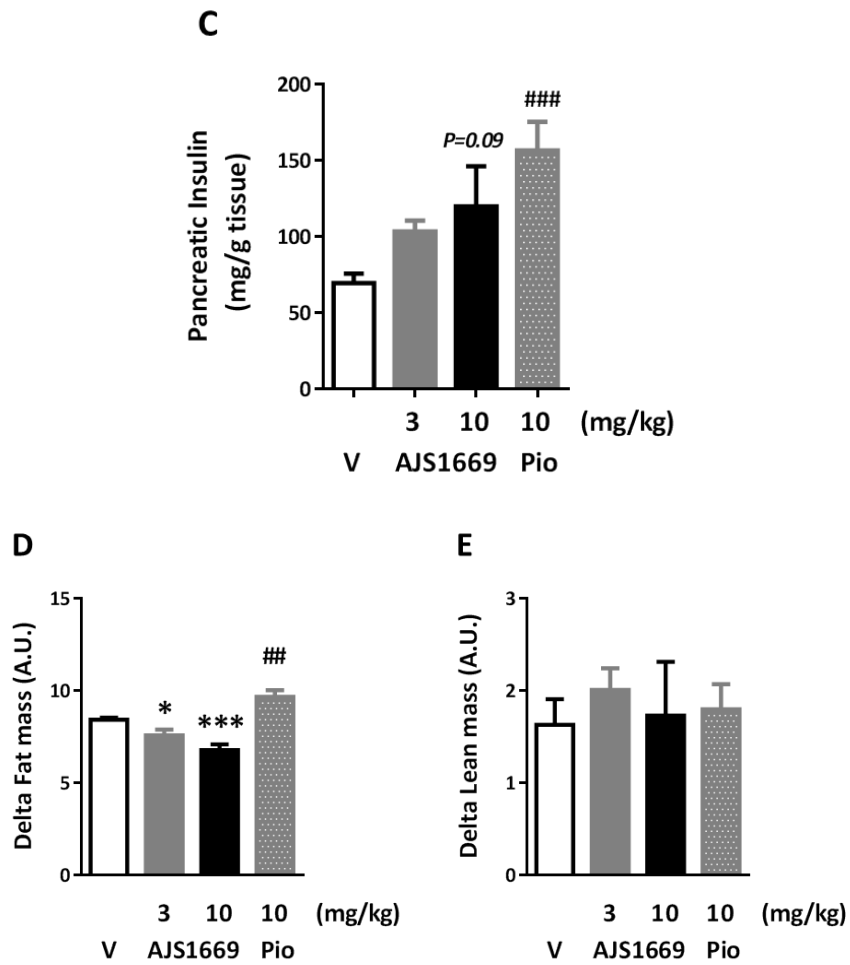 C
Pancreatic Insulin
(mg/g tissue)
200
150
100
50
0
P=0.09
###
3 10 10 (mg/kg)
V AJS1669 Pio
D
Delta Fat mass (A.U.)
15
10
5
0
*
***
##
3 10 10 (mg/kg)
V AJS1669 Pio
E
Delta Lean mass (A.U.)
3
2
1
0
3 10 10 (mg/kg)
V AJS1669 Pio